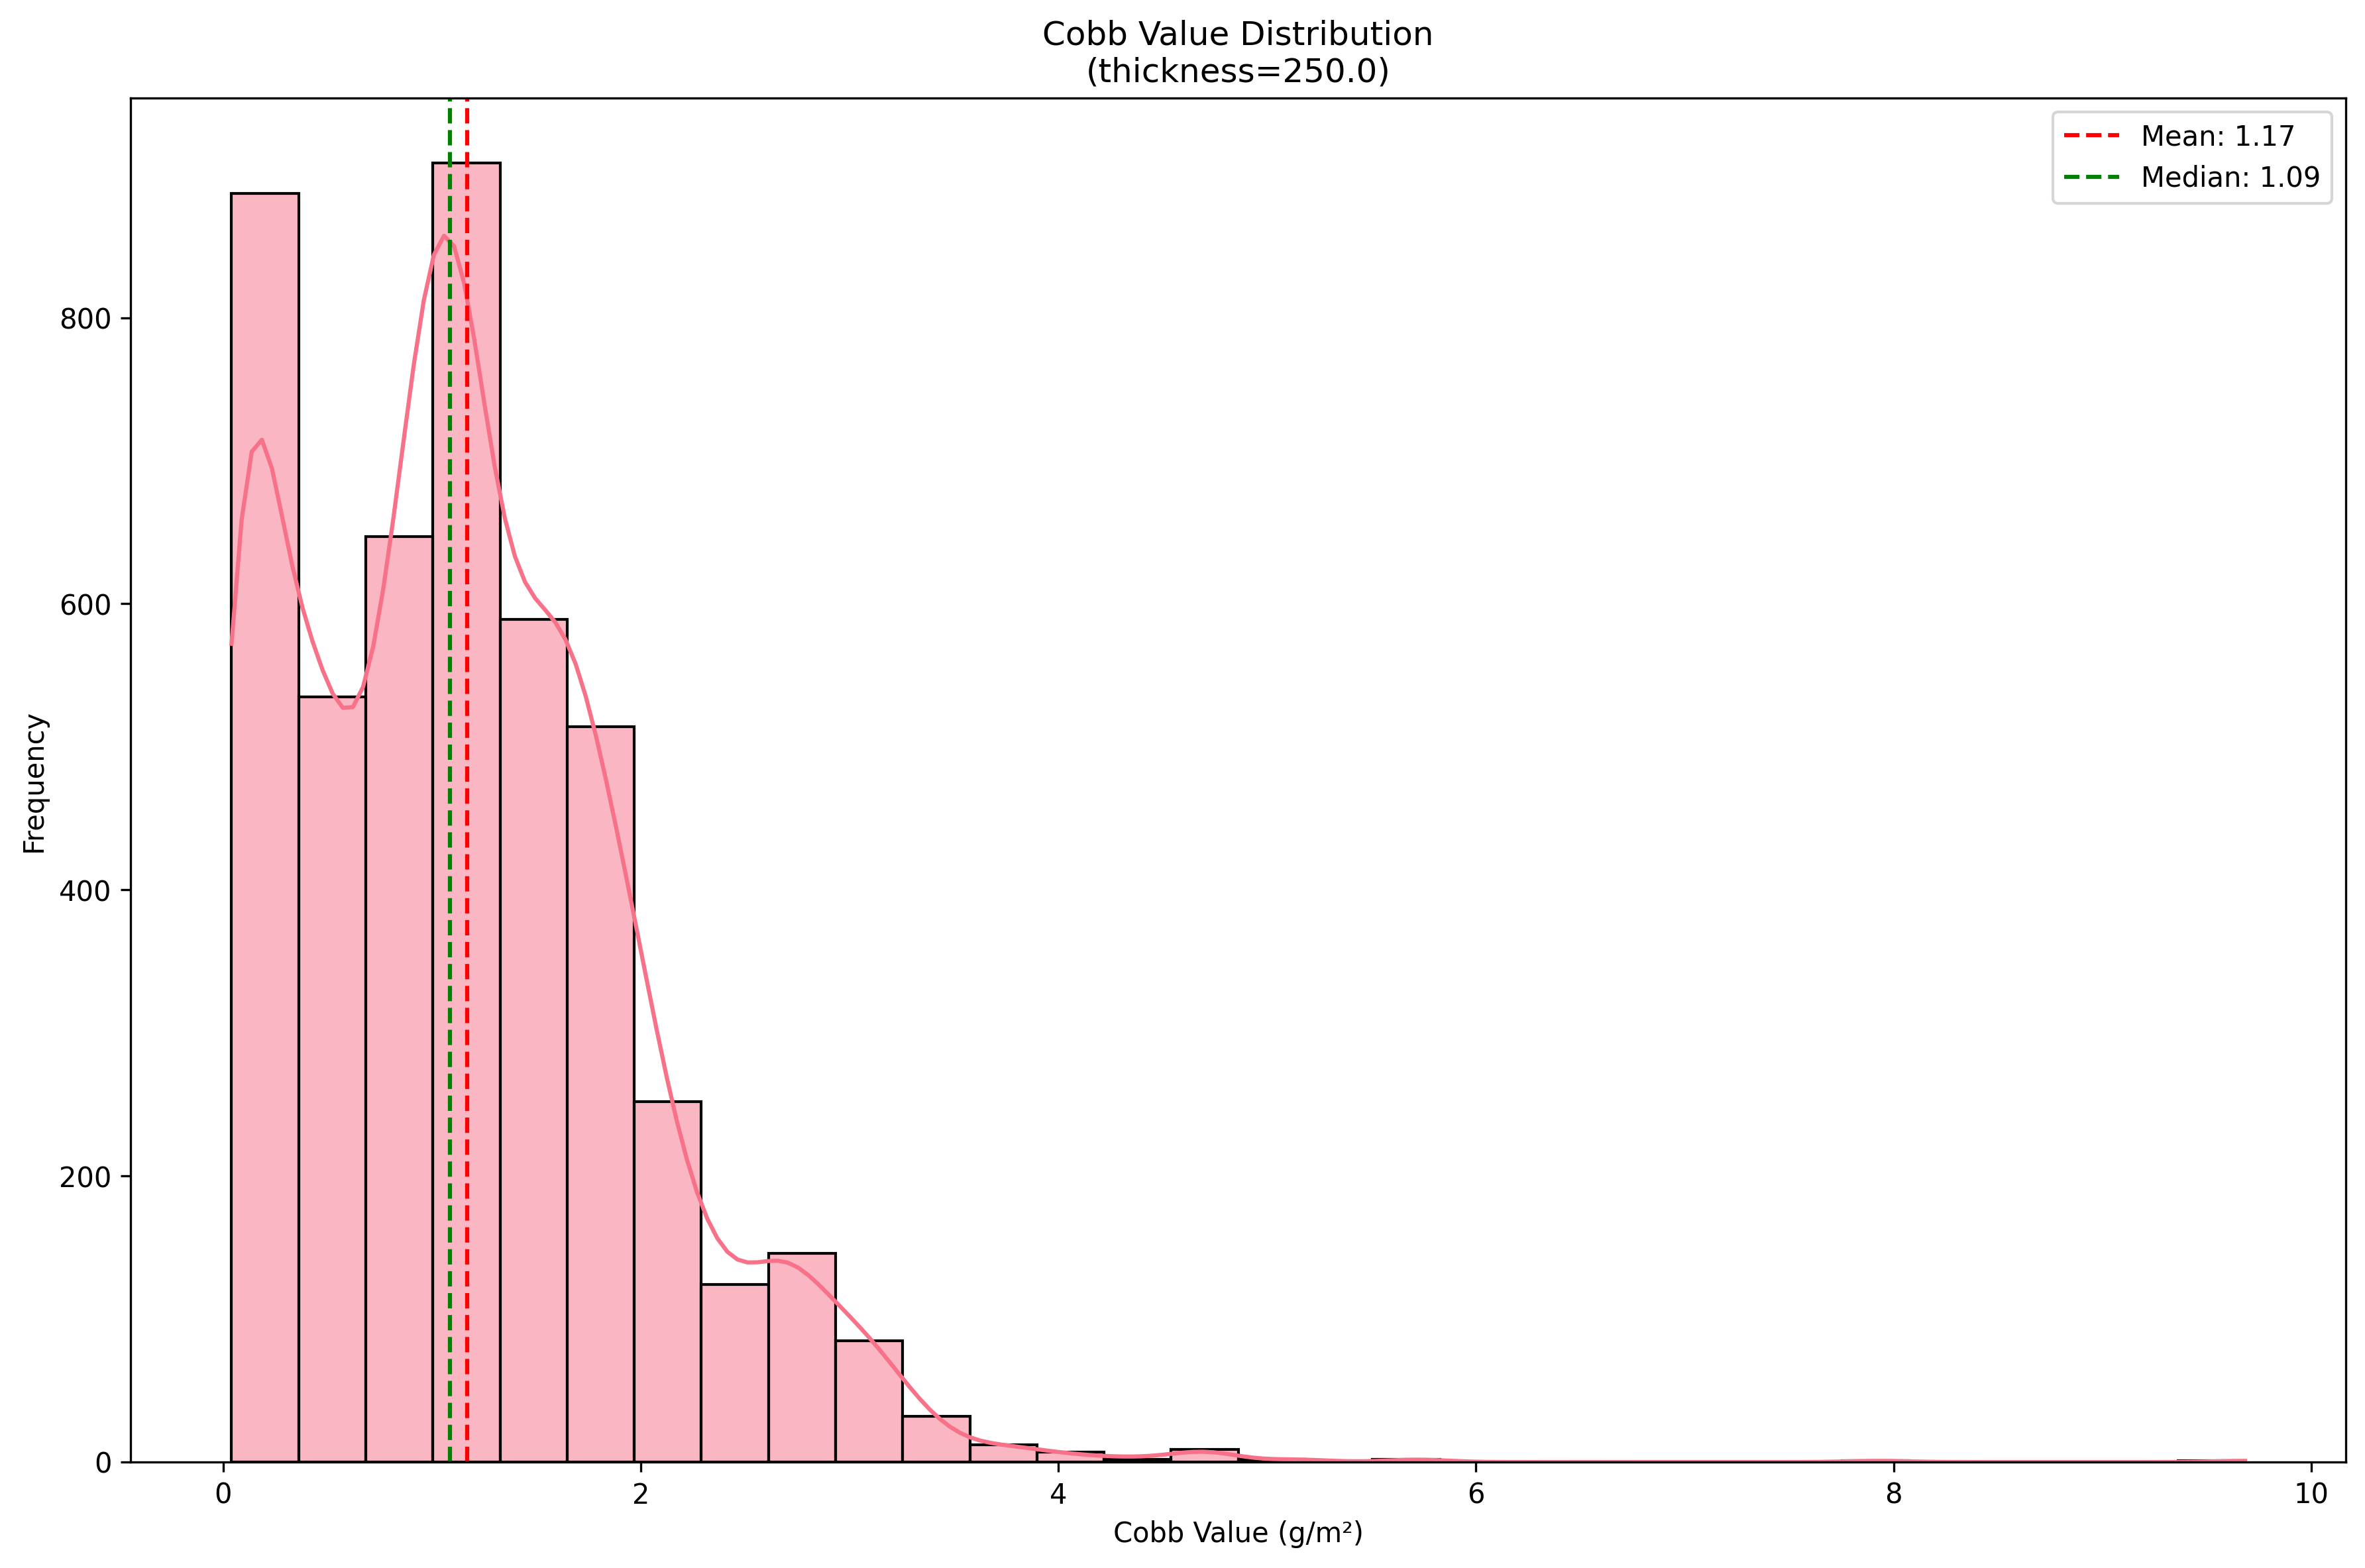 Cobb Value Distribution
(thickness=250.0)
Mean: 1.17
Median: 1.09
Frequency
800
600
400
200
0
0 2 4 6 8 10
Cobb Value (g/m²)